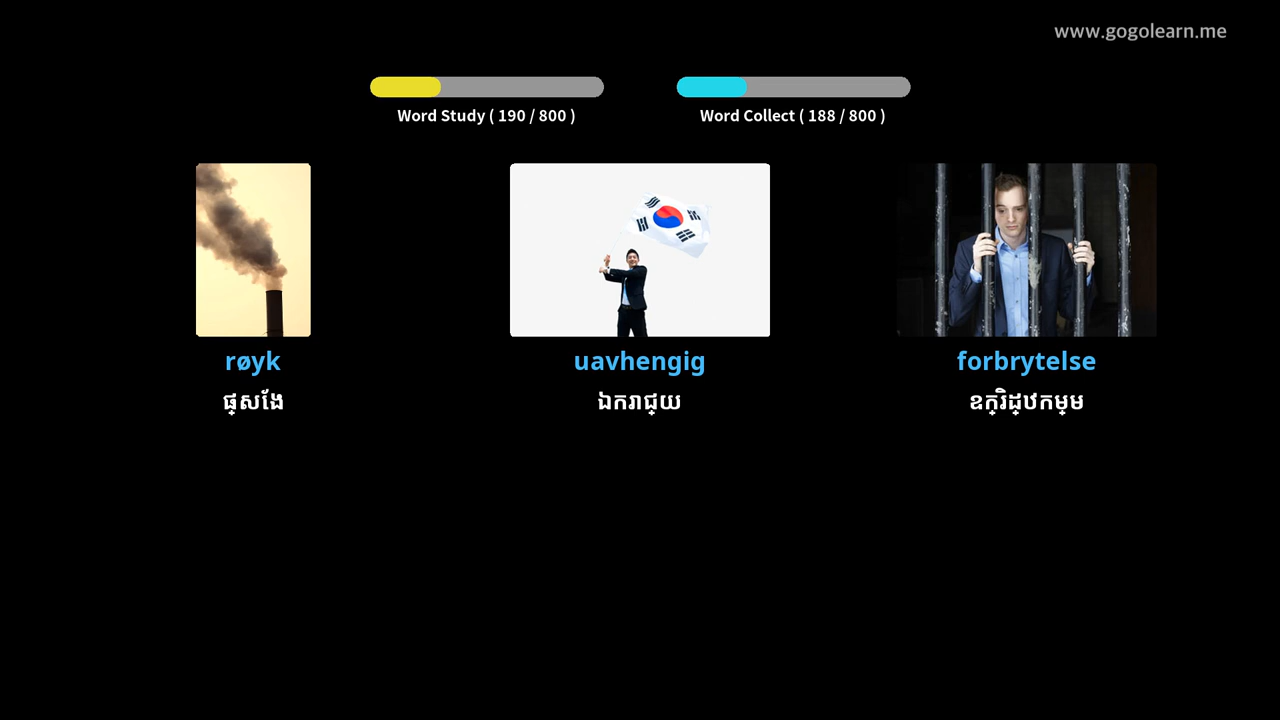 www.gogolearn.me
Word Study ( 190 / 800 )
Word Collect ( 188 / 800 )
røyk
uavhengig
forbrytelse
ផ្សែង
ឯករាជ្យ
ឧក្រិដ្ឋកម្ម